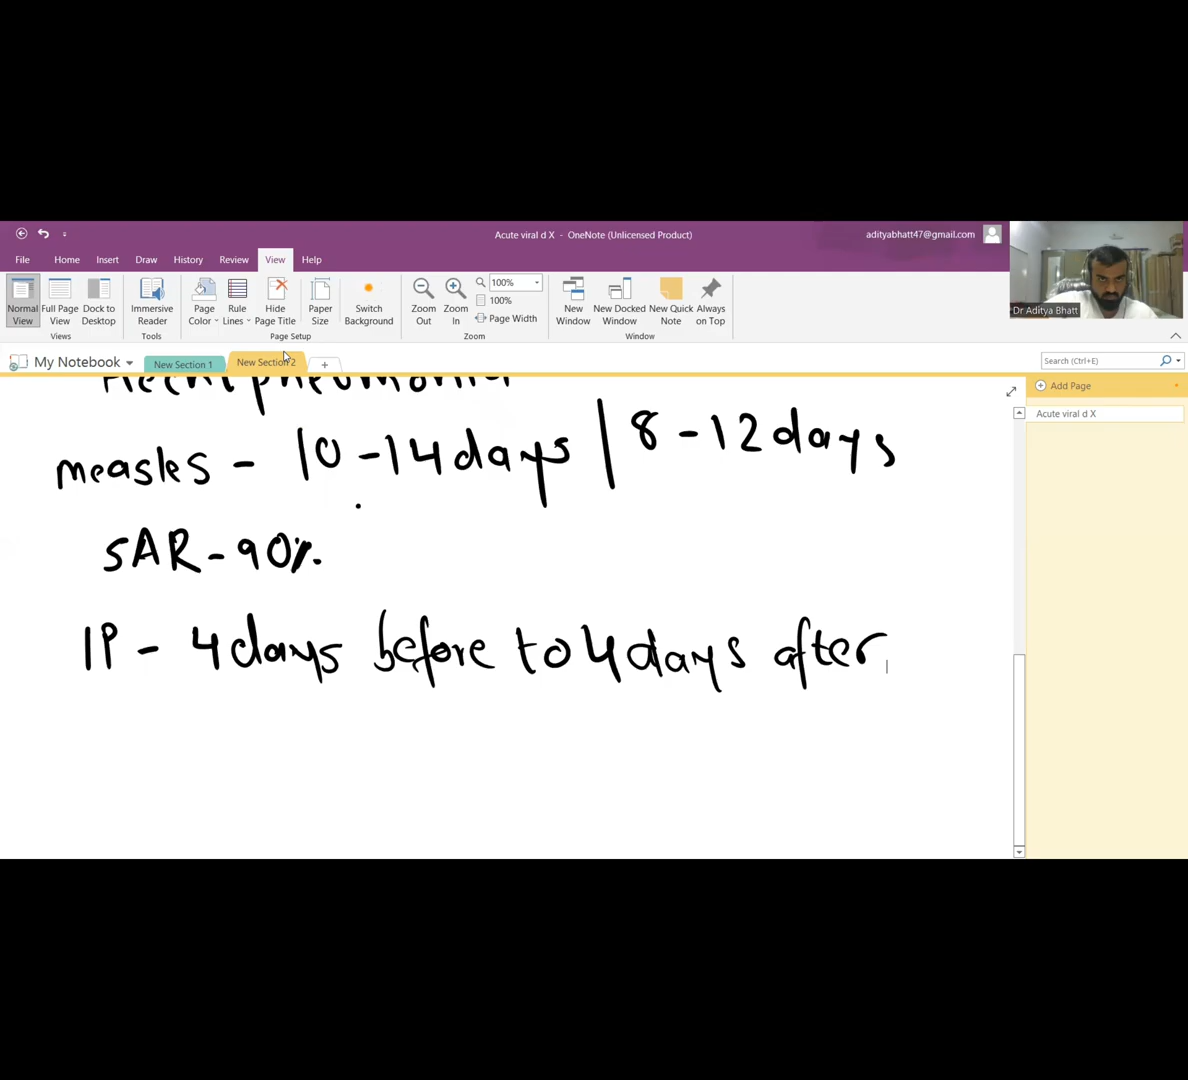 Acute viral d X - OneNote (Unlicensed Product)
adityabhatt47@gmail.com
File Home Insert Draw History Review View Help
Normal View
Full Page View
Dock to Desktop
Immersive Reader
Page Color
Rule Lines
Hide Page Title
Paper Size
Switch Background
Zoom Out
Zoom In
100%
100%
Page Width
New Window
New Docked Window
New Quick Note
Always on Top
Views
Tools
Page Setup
Zoom
Window
Dr Aditya Bhatt
My Notebook
New Section 1
New Section 2
Search (Ctrl+E)
Add Page
Acute viral d X
pneumonia
measles - 10-14 days | 8-12 days
SAR - 90%
IP - 4 days before to 4 days after